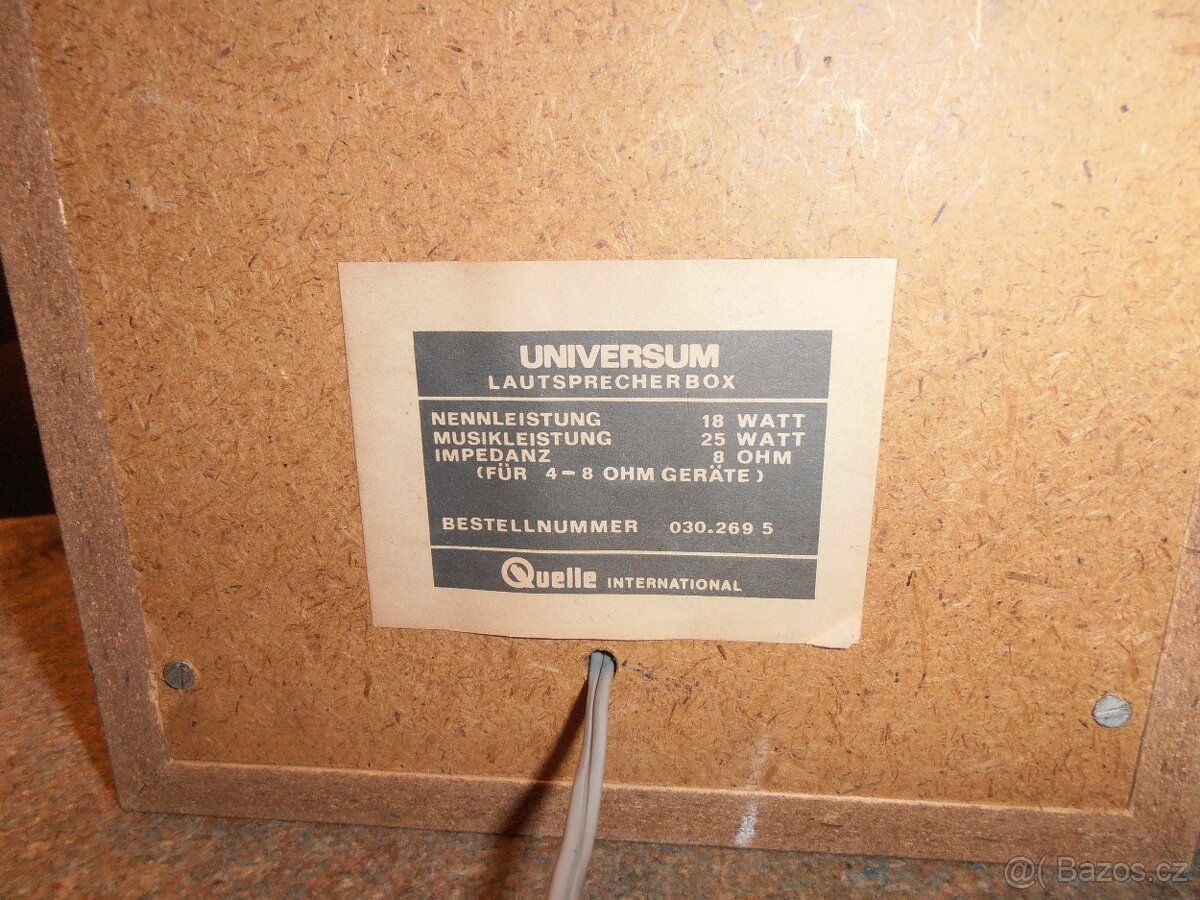 UNIVERSUM
LAUTSPRECHERBOX
NENNLEISTUNG 18 WATT
MUSIKLEISTUNG 25 WATT
IMPEDANZ 8 OHM
(FÜR 4-8 OHM GERÄTE)
BESTELLNUMMER 030.269 5
Quelle INTERNATIONAL
@( Bazos.cz